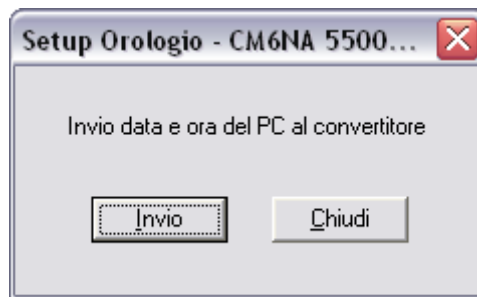 Setup Orologio - CM6NA 5500...
Invio data e ora del PC al convertitore
Invio
Chiudi